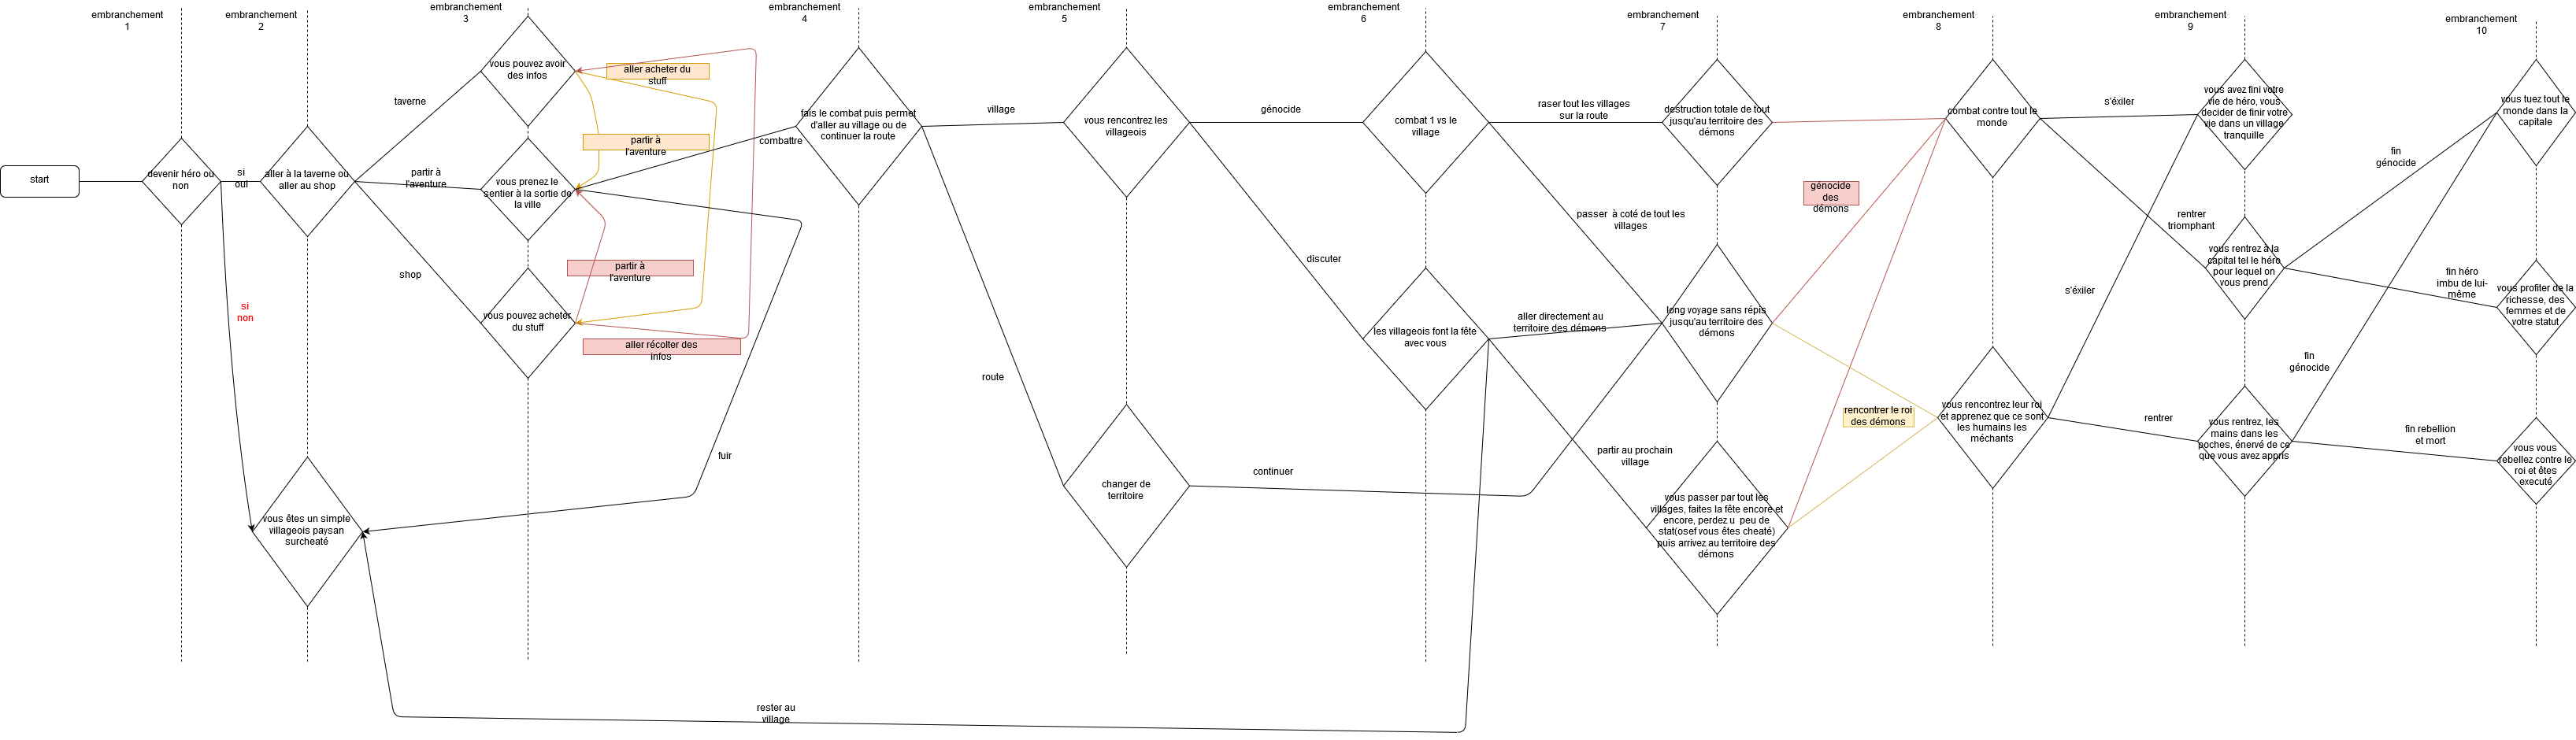 embranchement
1
embranchement
2
embranchement
3
embranchement
4
embranchement
5
embranchement
6
embranchement
7
embranchement
8
embranchement
9
embranchement
10
start
devenir héro ou
non
si
oui
si
non
aller à la taverne ou
aller au shop
vous êtes un simple
villageois paysan
surcheaté
taverne
partir à
l'aventure
shop
vous pouvez avoir
des infos
vous prenez le
sentier à la sortie de
la ville
vous pouvez acheter
du stuff
aller acheter du
stuff
partir à
l'aventure
partir à
l'aventure
aller récolter des
infos
combattre
fuir
fais le combat puis permet
d'aller au village ou de
continuer la route
village
route
vous rencontrez les
villageois
changer de
territoire
génocide
discuter
continuer
rester au
village
combat 1 vs le
village
les villageois font la fête
avec vous
raser tout les villages
sur la route
passer  à coté de tout les
villages
aller directement au
territoire des démons
partir au prochain
village
destruction totale de tout
jusqu'au territoire des
démons
long voyage sans répis
jusqu'au territoire des
démons
vous passer par tout les
villages, faites la fête encore et
encore, perdez u  peu de
stat(osef vous êtes cheaté)
puis arrivez au territoire des
démons
génocide
des
démons
rencontrer le roi
des démons
combat contre tout le
monde
vous rencontrez leur roi
et apprenez que ce sont
les humains les
méchants
s'éxiler
rentrer
triomphant
s'éxiler
rentrer
vous avez fini votre
vie de héro, vous
decider de finir votre
vie dans un village
tranquille
vous rentrez à la
capital tel le héro
pour lequel on
vous prend
vous rentrez, les
mains dans les
poches, énervé de ce
que vous avez appris
fin
génocide
fin héro
imbu de lui-
même
fin
génocide
fin rebellion
et mort
vous tuez tout le
monde dans la
capitale
vous profiter de la
richesse, des
femmes et de
votre statut
vous vous
rebellez contre le
roi et êtes
executé